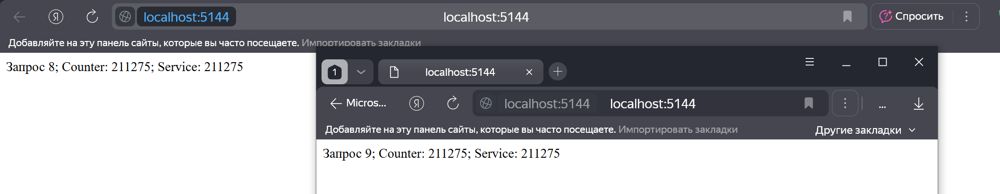 Я localhost:5144 localhost:5144 Спросить
Добавляйте на эту панель сайты, которые вы часто посещаете. Импортировать закладки
Запрос 8; Counter: 211275; Service: 211275
1 localhost:5144
Micros... Я localhost:5144 localhost:5144 ...
Добавляйте на эту панель сайты, которые вы часто посещаете. Импортировать закладки Другие закладки
Запрос 9; Counter: 211275; Service: 211275